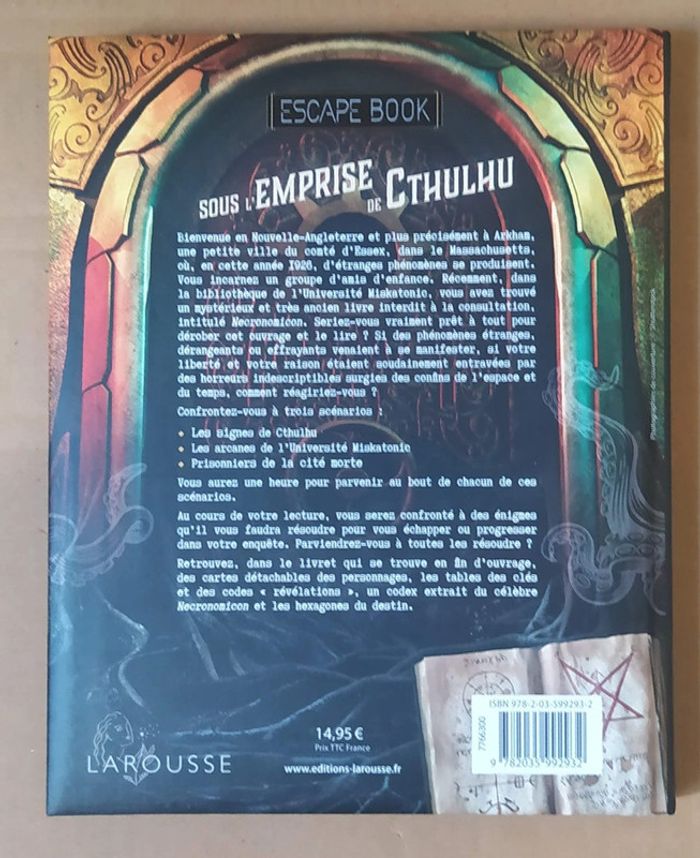 ESCAPE BOOK
SOUS L'EMPRISE DE CTHULHU
Bienvenue en Nouvelle-Angleterre et plus précisément à Arkham,
une petite ville du comté d'Essex, dans le Massachusetts,
où, en cette année 1926, d'étranges phénomènes se produisent.
Vous incarnez un groupe d'amis d'enfance. Récemment, dans
la bibliothèque de l'Université Miskatonic, vous avez trouvé
un mystérieux et très ancien livre interdit à la consultation,
intitulé Necronomicon. Seriez-vous vraiment prêt à tout pour
dérober cet ouvrage et le lire ? Si des phénomènes étranges,
dérangeants ou effrayants venaient à se manifester, si votre
liberté et votre raison étaient soudainement entravées par
des horreurs indescriptibles surgies des confins de l'espace et
du temps, comment réagiriez-vous ?
Confrontez-vous à trois scénarios :
• Les signes de Cthulhu
• Les arcanes de l'Université Miskatonic
• Prisonniers de la cité morte
Vous aurez une heure pour parvenir au bout de chacun de ces
scénarios.
Au cours de votre lecture, vous serez confronté à des énigmes
qu'il vous faudra résoudre pour vous échapper ou progresser
dans votre enquête. Parviendrez-vous à toutes les résoudre ?
Retrouvez, dans le livret qui se trouve en fin d'ouvrage,
des cartes détachables des personnages, les tables des clés
et des codes « révélations », un codex extrait du célèbre
Necronomicon et les hexagones du destin.
Photographies de couverture : © Shutterstock
LAROUSSE
14,95 €
Prix TTC France
www.editions-larousse.fr
ISBN 978-2-03-599293-2
7766300
9 782035 992932